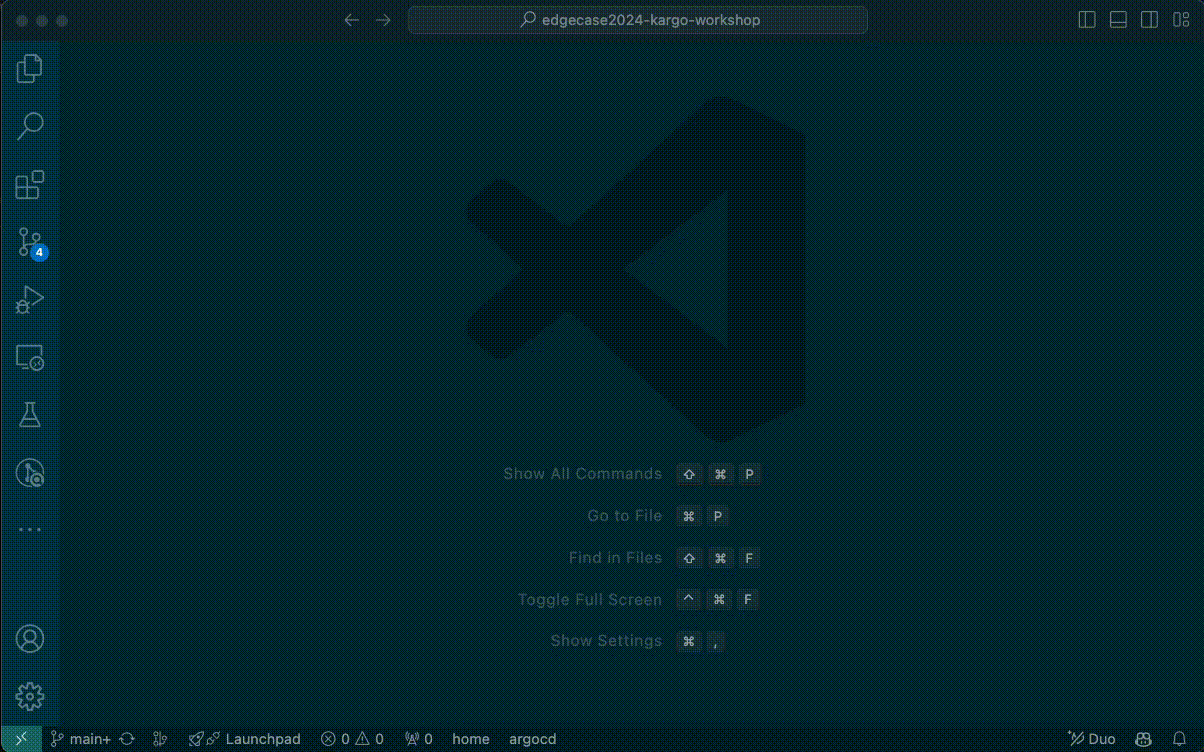 edgecase2024-kargo-workshop
4
Show All Commands ⇧ ⌘ P
Go to File ⌘ P
Find in Files ⇧ ⌘ F
Toggle Full Screen ^ ⌘ F
Show Settings ⌘ ,
main+ Launchpad 0 0 0 home argocd Duo